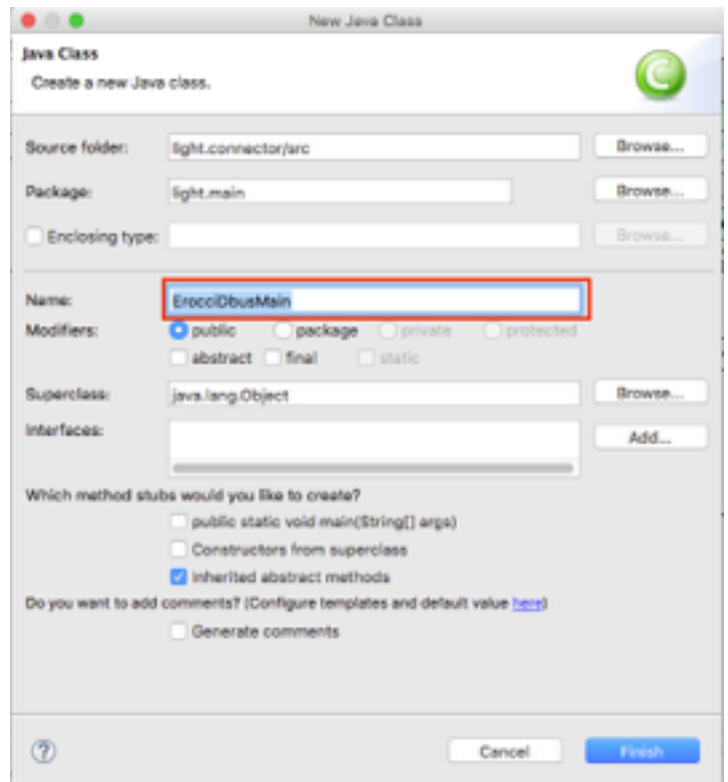 New Java Class
Java Class
Create a new Java class.
C
Source folder: light.connector/src Browse...
Package: light.main Browse...
Enclosing type: Browse...
Name: ErocciDbusMain
Modifiers: public package private protected
abstract final static
Superclass: java.lang.Object Browse...
Interfaces: Add...
Which method stubs would you like to create?
public static void main(String[] args)
Constructors from superclass
Inherited abstract methods
Do you want to add comments? (Configure templates and default value here)
Generate comments
? Cancel Finish